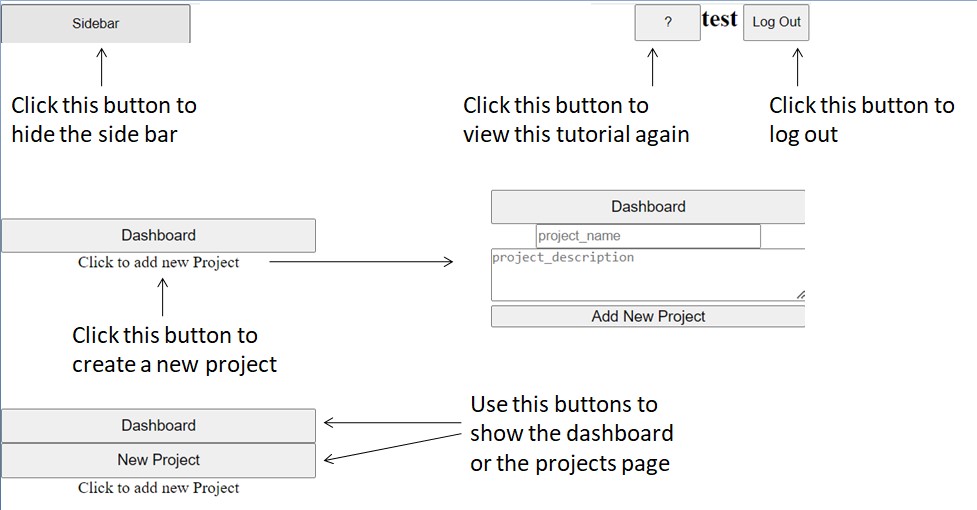 Sidebar
? test Log Out
Click this button to
hide the side bar
Click this button to
view this tutorial again
Click this button to
log out
Dashboard
Click to add new Project
Dashboard
project_name
project_description
Add New Project
Click this button to
create a new project
Dashboard
New Project
Click to add new Project
Use this buttons to
show the dashboard
or the projects page